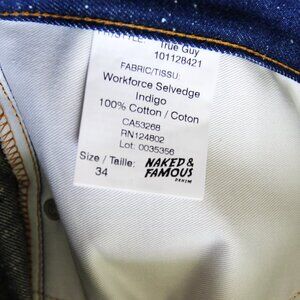 STYLE: True Guy
101128421
FABRIC/TISSU:
Workforce Selvedge
Indigo
100% Cotton / Coton
CA53268
RN124802
Lot: 0035356
Size / Taille:
34
NAKED &
FAMOUS
DENIM